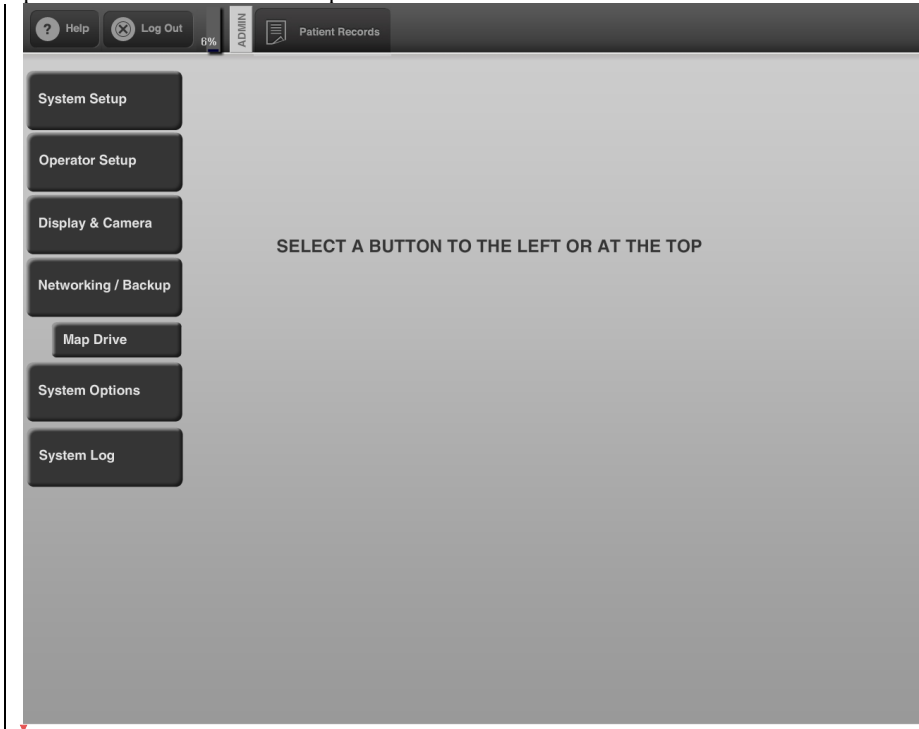 Help
Log Out
6%
ADMIN
Patient Records
System Setup
Operator Setup
Display & Camera
SELECT A BUTTON TO THE LEFT OR AT THE TOP
Networking / Backup
Map Drive
System Options
System Log